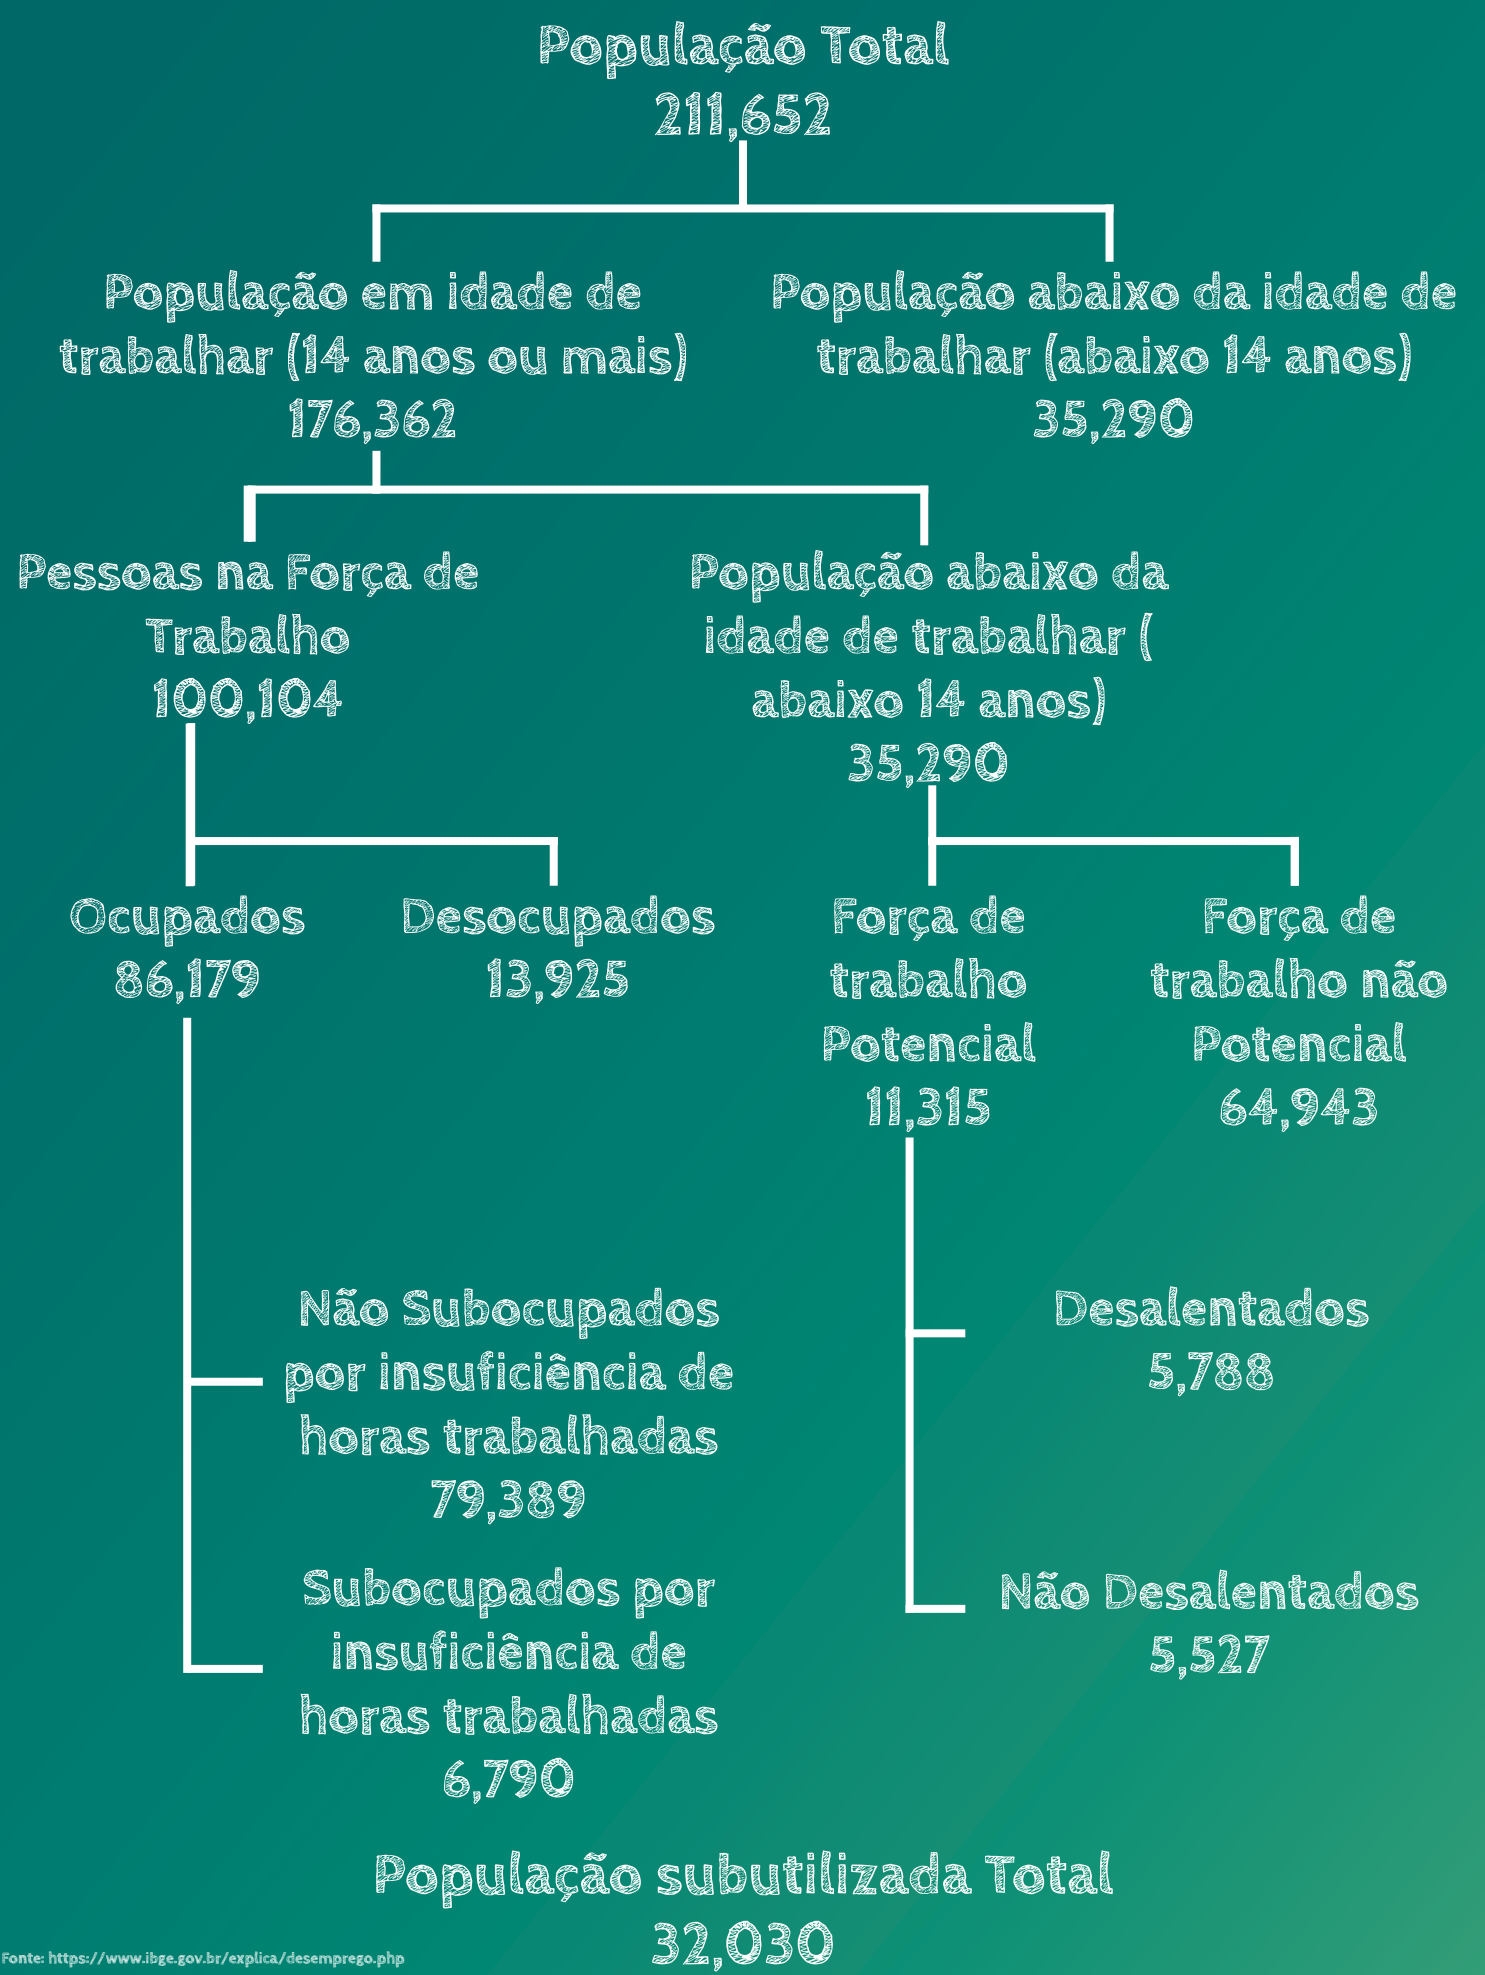 População Total
211,652
População em idade de
trabalhar (14 anos ou mais)
176,362
População abaixo da idade de
trabalhar (abaixo 14 anos)
35,290
Pessoas na Força de
Trabalho
100,104
População abaixo da
idade de trabalhar (
abaixo 14 anos)
35,290
Ocupados
86,179
Desocupados
13,925
Força de
trabalho
Potencial
11,315
Força de
trabalho não
Potencial
64,943
Não Subocupados
por insuficiência de
horas trabalhadas
79,389
Subocupados por
insuficiência de
horas trabalhadas
6,790
Desalentados
5,788
Não Desalentados
5,527
População subutilizada Total
32,030
Fonte: https://www.ibge.gov.br/explica/desemprego.php